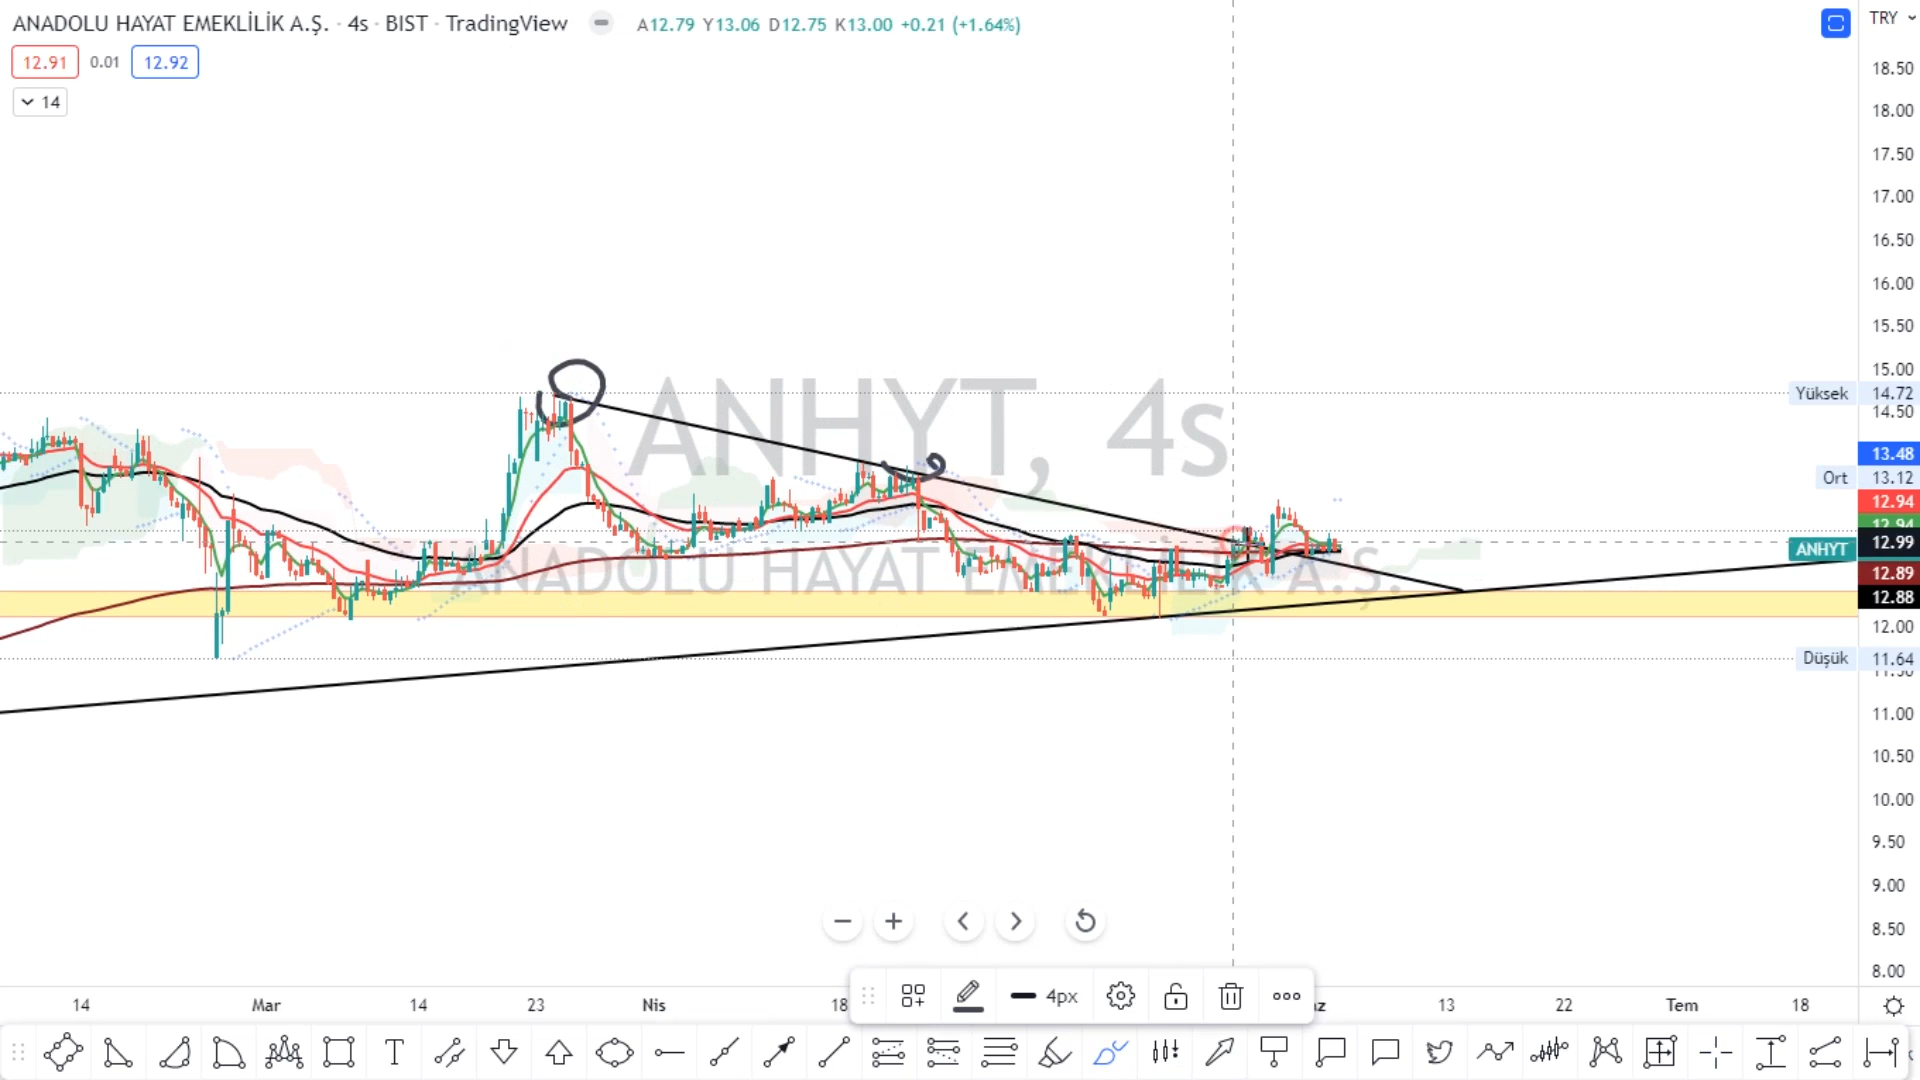 ANADOLU HAYAT EMEKLİLİK A.Ş. · 4s · BIST · TradingView A12.79 Y13.06 D12.75 K13.00 +0.21 (+1.64%)
TRY
12.91 0.01 12.92
14
18.50
18.00
17.50
17.00
16.50
16.00
15.50
15.00
Yüksek 14.72
14.50
ANHYT, 4s
13.48
Ort 13.12
12.94
12.94
12.99
ANHYT
ANADOLU HAYAT EMEKLİLİK A.Ş.
12.89
12.88
12.00
Düşük 11.64
11.50
11.00
10.50
10.00
9.50
9.00
8.50
8.00
4px
14 Mar 14 23 Nis 18 13 22 Tem 18